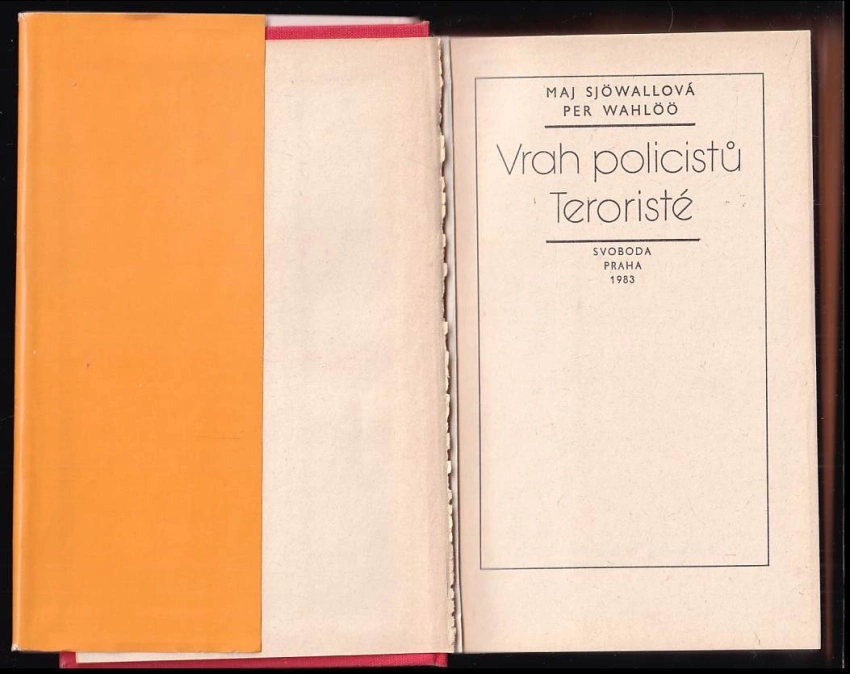 MAJ SJÖWALLOVÁ
PER WAHLÖÖ
Vrah policistů
Teroristé
SVOBODA
PRAHA
1983